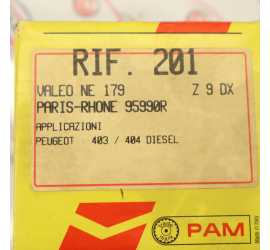 RIF. 201
VALEO NE 179 Z 9 DX
PARIS-RHONE 95990R
APPLICAZIONI
PEUGEOT 403 / 404 DIESEL
PAM